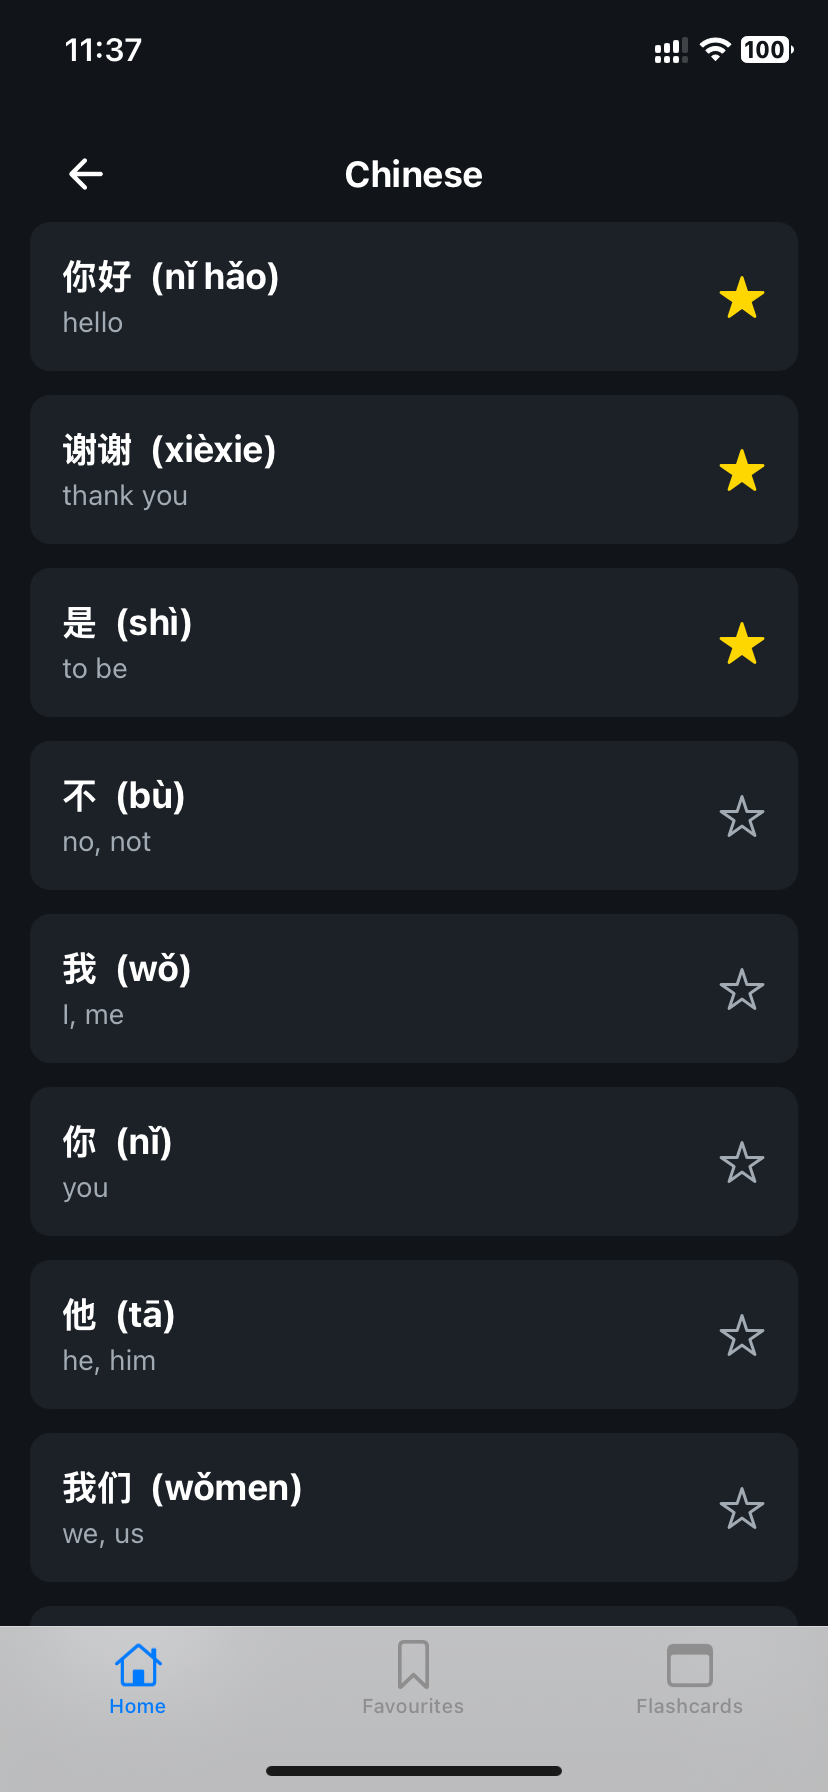 11:37
100
Chinese
你好 (nǐ hǎo)
hello
谢谢 (xièxie)
thank you
是 (shì)
to be
不 (bù)
no, not
我 (wǒ)
I, me
你 (nǐ)
you
他 (tā)
he, him
我们 (wǒmen)
we, us
Home
Favourites
Flashcards